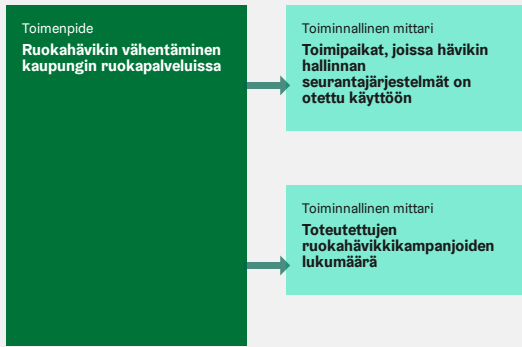 Toimenpide
Ruokahävikin vähentäminen
kaupungin ruokapalveluissa
Toiminnallinen mittari
Toimipaikat, joissa hävikin
hallinnan
seurantajärjestelmät on
otettu käyttöön
Toiminnallinen mittari
Toteutettujen
ruokahävikkikampanjoiden
lukumäärä